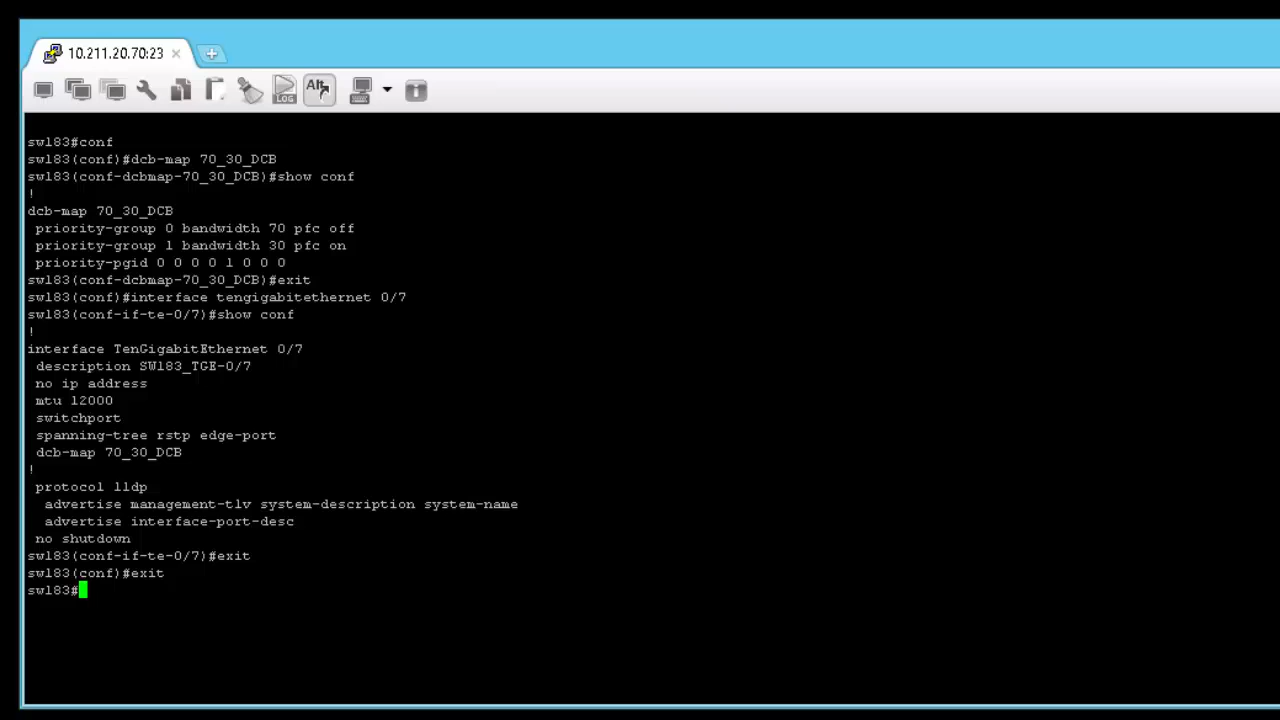 10.211.20.70:23
LOG
Alt
sw183#conf
sw183(conf)#dcb-map 70_30_DCB
sw183(conf-dcbmap-70_30_DCB)#show conf
!
dcb-map 70_30_DCB
priority-group 0 bandwidth 70 pfc off
priority-group 1 bandwidth 30 pfc on
priority-pgid 0 0 0 0 1 0 0 0
sw183(conf-dcbmap-70_30_DCB)#exit
sw183(conf)#interface tengigabitethernet 0/7
sw183(conf-if-te-0/7)#show conf
!
interface TenGigabitEthernet 0/7
description SW183_TGE-0/7
no ip address
mtu 12000
switchport
spanning-tree rstp edge-port
dcb-map 70_30_DCB
!
protocol lldp
advertise management-tlv system-description system-name
advertise interface-port-desc
no shutdown
sw183(conf-if-te-0/7)#exit
sw183(conf)#exit
sw183#